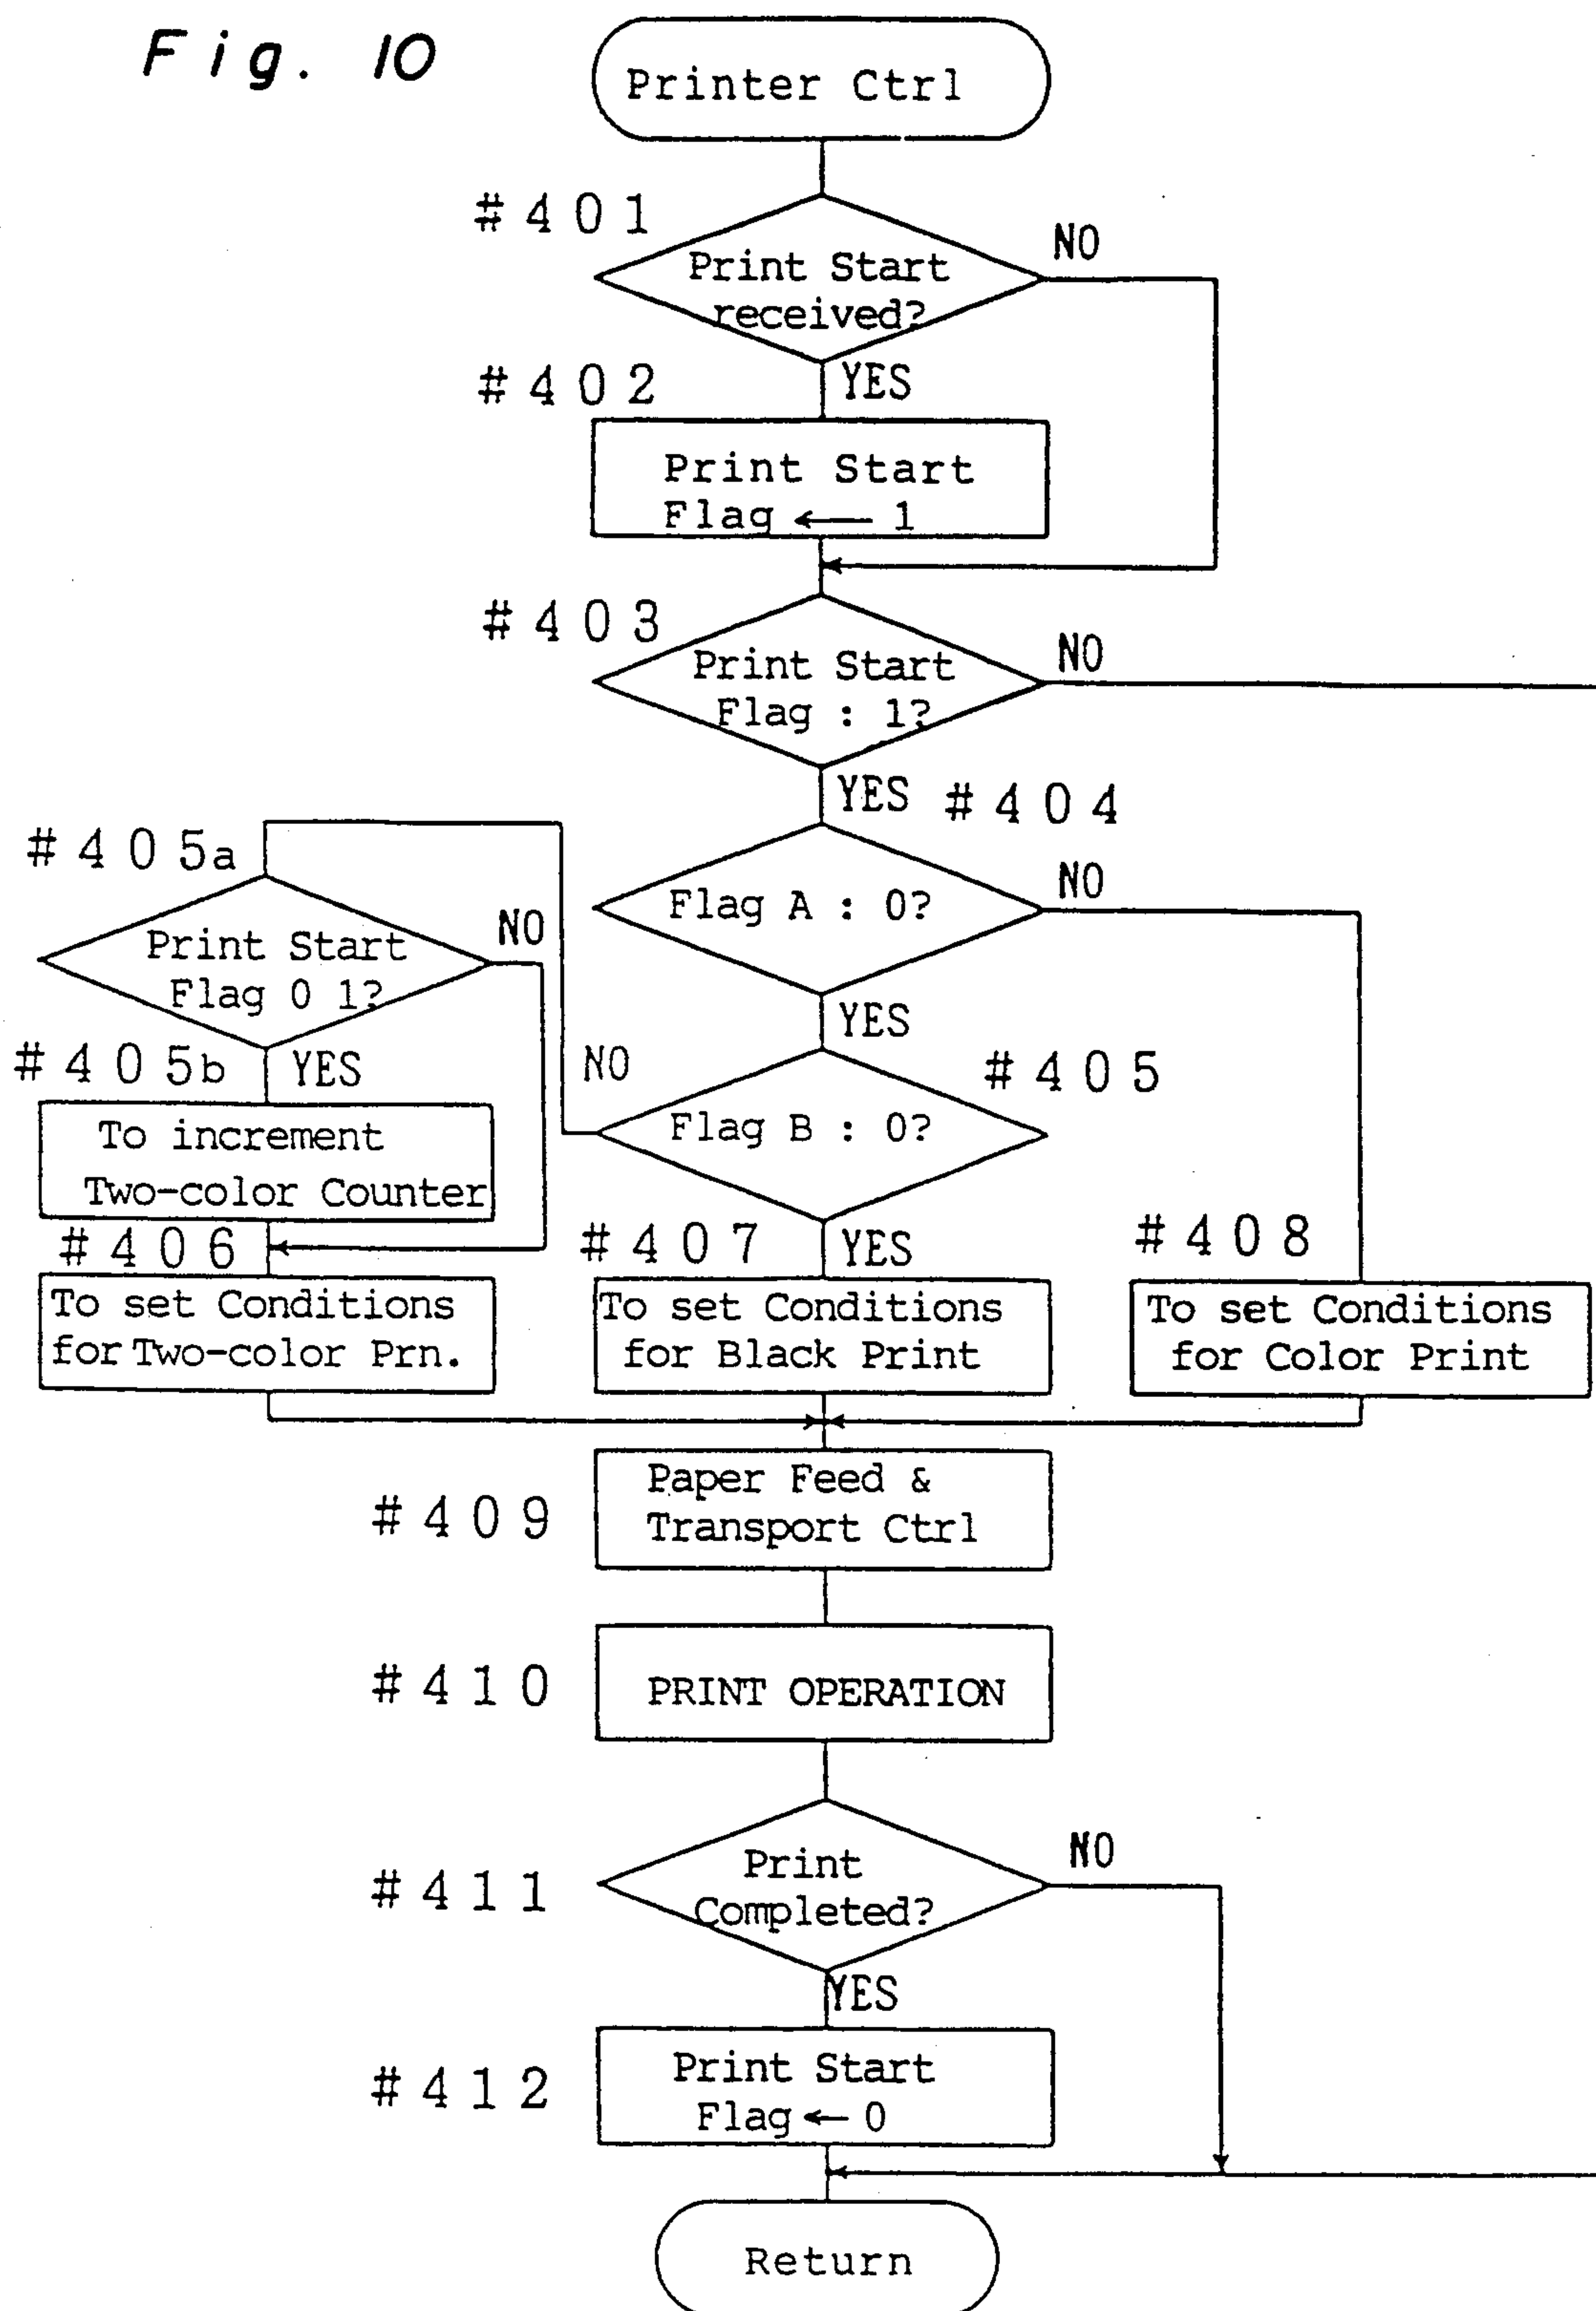 Fig. 10
Printer Ctrl
#401
Print Start
received?
NO
YES
#402
Print Start
Flag ← 1
#403
Print Start
Flag : 1?
NO
YES
#404
Flag A : 0?
NO
YES
#405
Flag B : 0?
NO
YES
#405a
Print Start
Flag 0 1?
NO
YES
#405b
To increment
Two-color Counter
#406
To set Conditions
for Two-color Prn.
#407
To set Conditions
for Black Print
#408
To set Conditions
for Color Print
#409
Paper Feed &
Transport Ctrl
#410
PRINT OPERATION
#411
Print
Completed?
NO
YES
#412
Print Start
Flag ← 0
Return